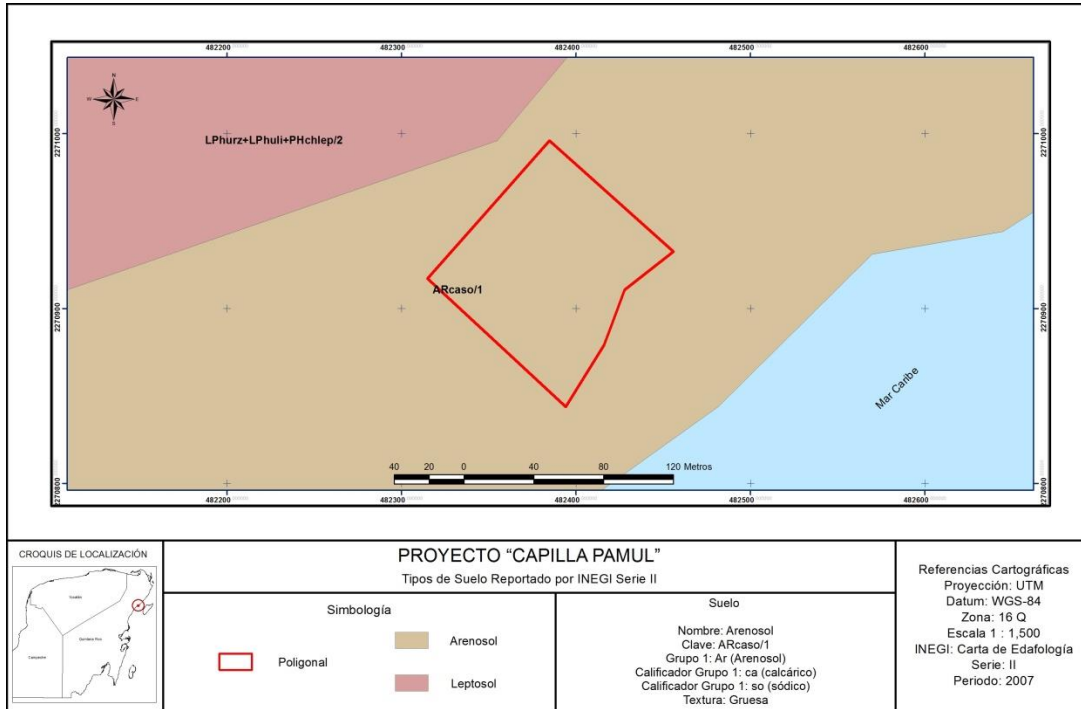 482200 482300 482400 482500 482600
N
W E
S
2271000 2271000
LPhurz+LPhuli+PHchlep/2
ARcaso/1
2270900 2270900
Mar Caribe
40 20 0 40 80 120 Metros
2270800 2270800
482200 482300 482400 482500 482600
CROQUIS DE LOCALIZACIÓN
Yucatán
Quintana Roo
Campeche
PROYECTO “CAPILLA PAMUL”
Tipos de Suelo Reportado por INEGI Serie II
Simbología
Poligonal
Arenosol
Leptosol
Suelo
Nombre: Arenosol
Clave: ARcaso/1
Grupo 1: Ar (Arenosol)
Calificador Grupo 1: ca (calcárico)
Calificador Grupo 1: so (sódico)
Textura: Gruesa
Referencias Cartográficas
Proyección: UTM
Datum: WGS-84
Zona: 16 Q
Escala 1 : 1,500
INEGI: Carta de Edafología
Serie: II
Periodo: 2007